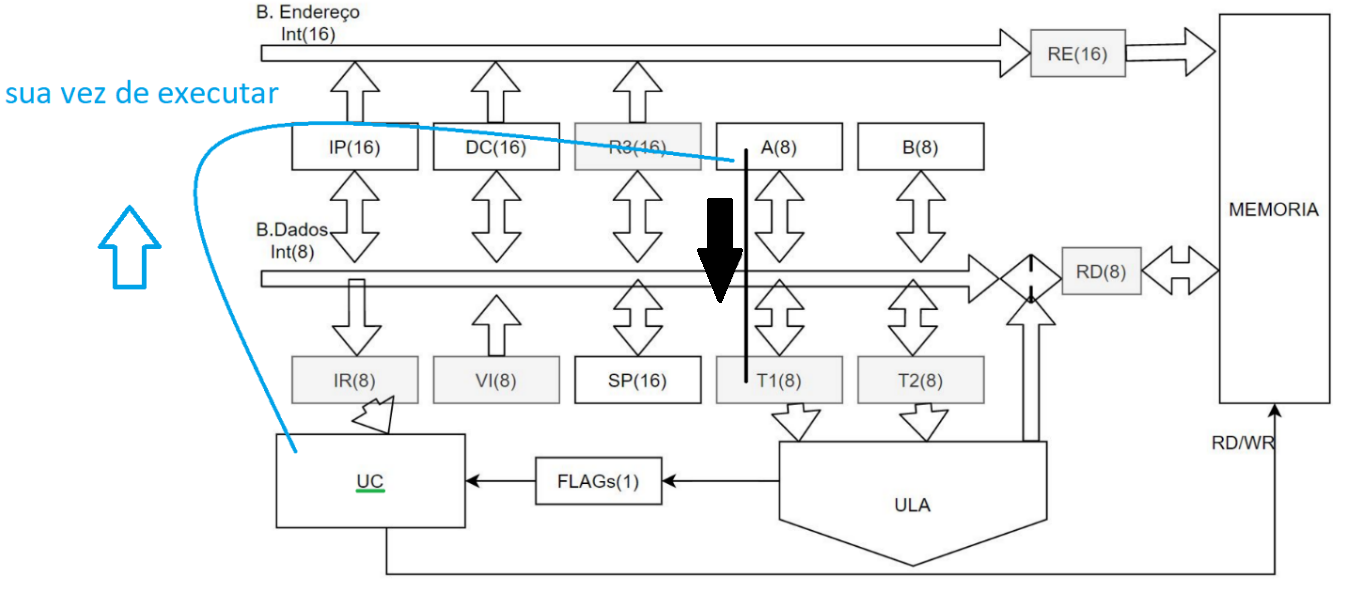 B. Endereço
Int(16)
RE(16)
sua vez de executar
IP(16)
DC(16)
R3(16)
A(8)
B(8)
MEMORIA
B.Dados
Int(8)
RD(8)
IR(8)
VI(8)
SP(16)
T1(8)
T2(8)
RD/WR
UC
FLAGs(1)
ULA